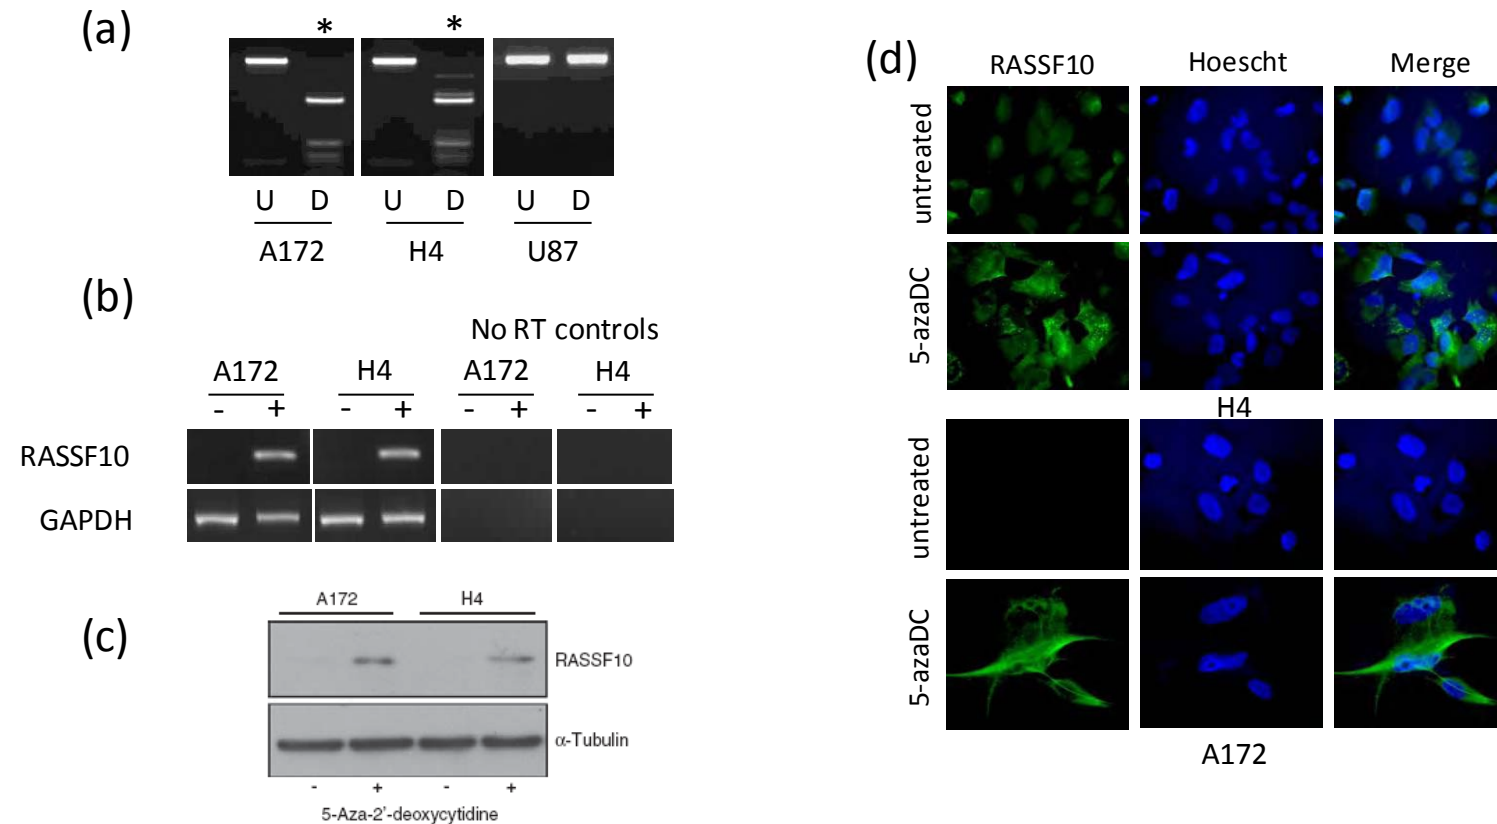 (a)
* *
U D U D U D
A172 H4 U87
(b)
No RT controls
A172 H4 A172 H4
- + - + - + - +
RASSF10
GAPDH
(c)
A172 H4
RASSF10
α-Tubulin
- + - +
5-Aza-2'-deoxycytidine
(d)
RASSF10 Hoescht Merge
untreated
5-azaDC
H4
untreated
5-azaDC
A172